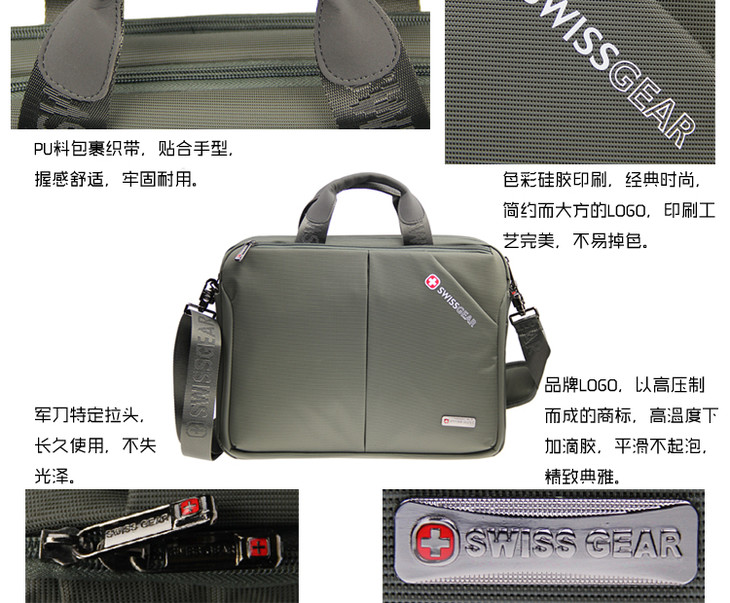 SWISSGEAR
PU料包裹织带，贴合手型，
握感舒适，牢固耐用。
色彩硅胶印刷，经典时尚，
简约而大方的LOGO，印刷工
艺完美，不易掉色。
SWISSGEAR
SWISSGEAR
军刀特定拉头，
长久使用，不失
光泽。
品牌LOGO，以高压制
而成的商标，高温度下
加滴胶，平滑不起泡，
精致典雅。
SWISS GEAR
SWISS GEAR
SWISS GEAR